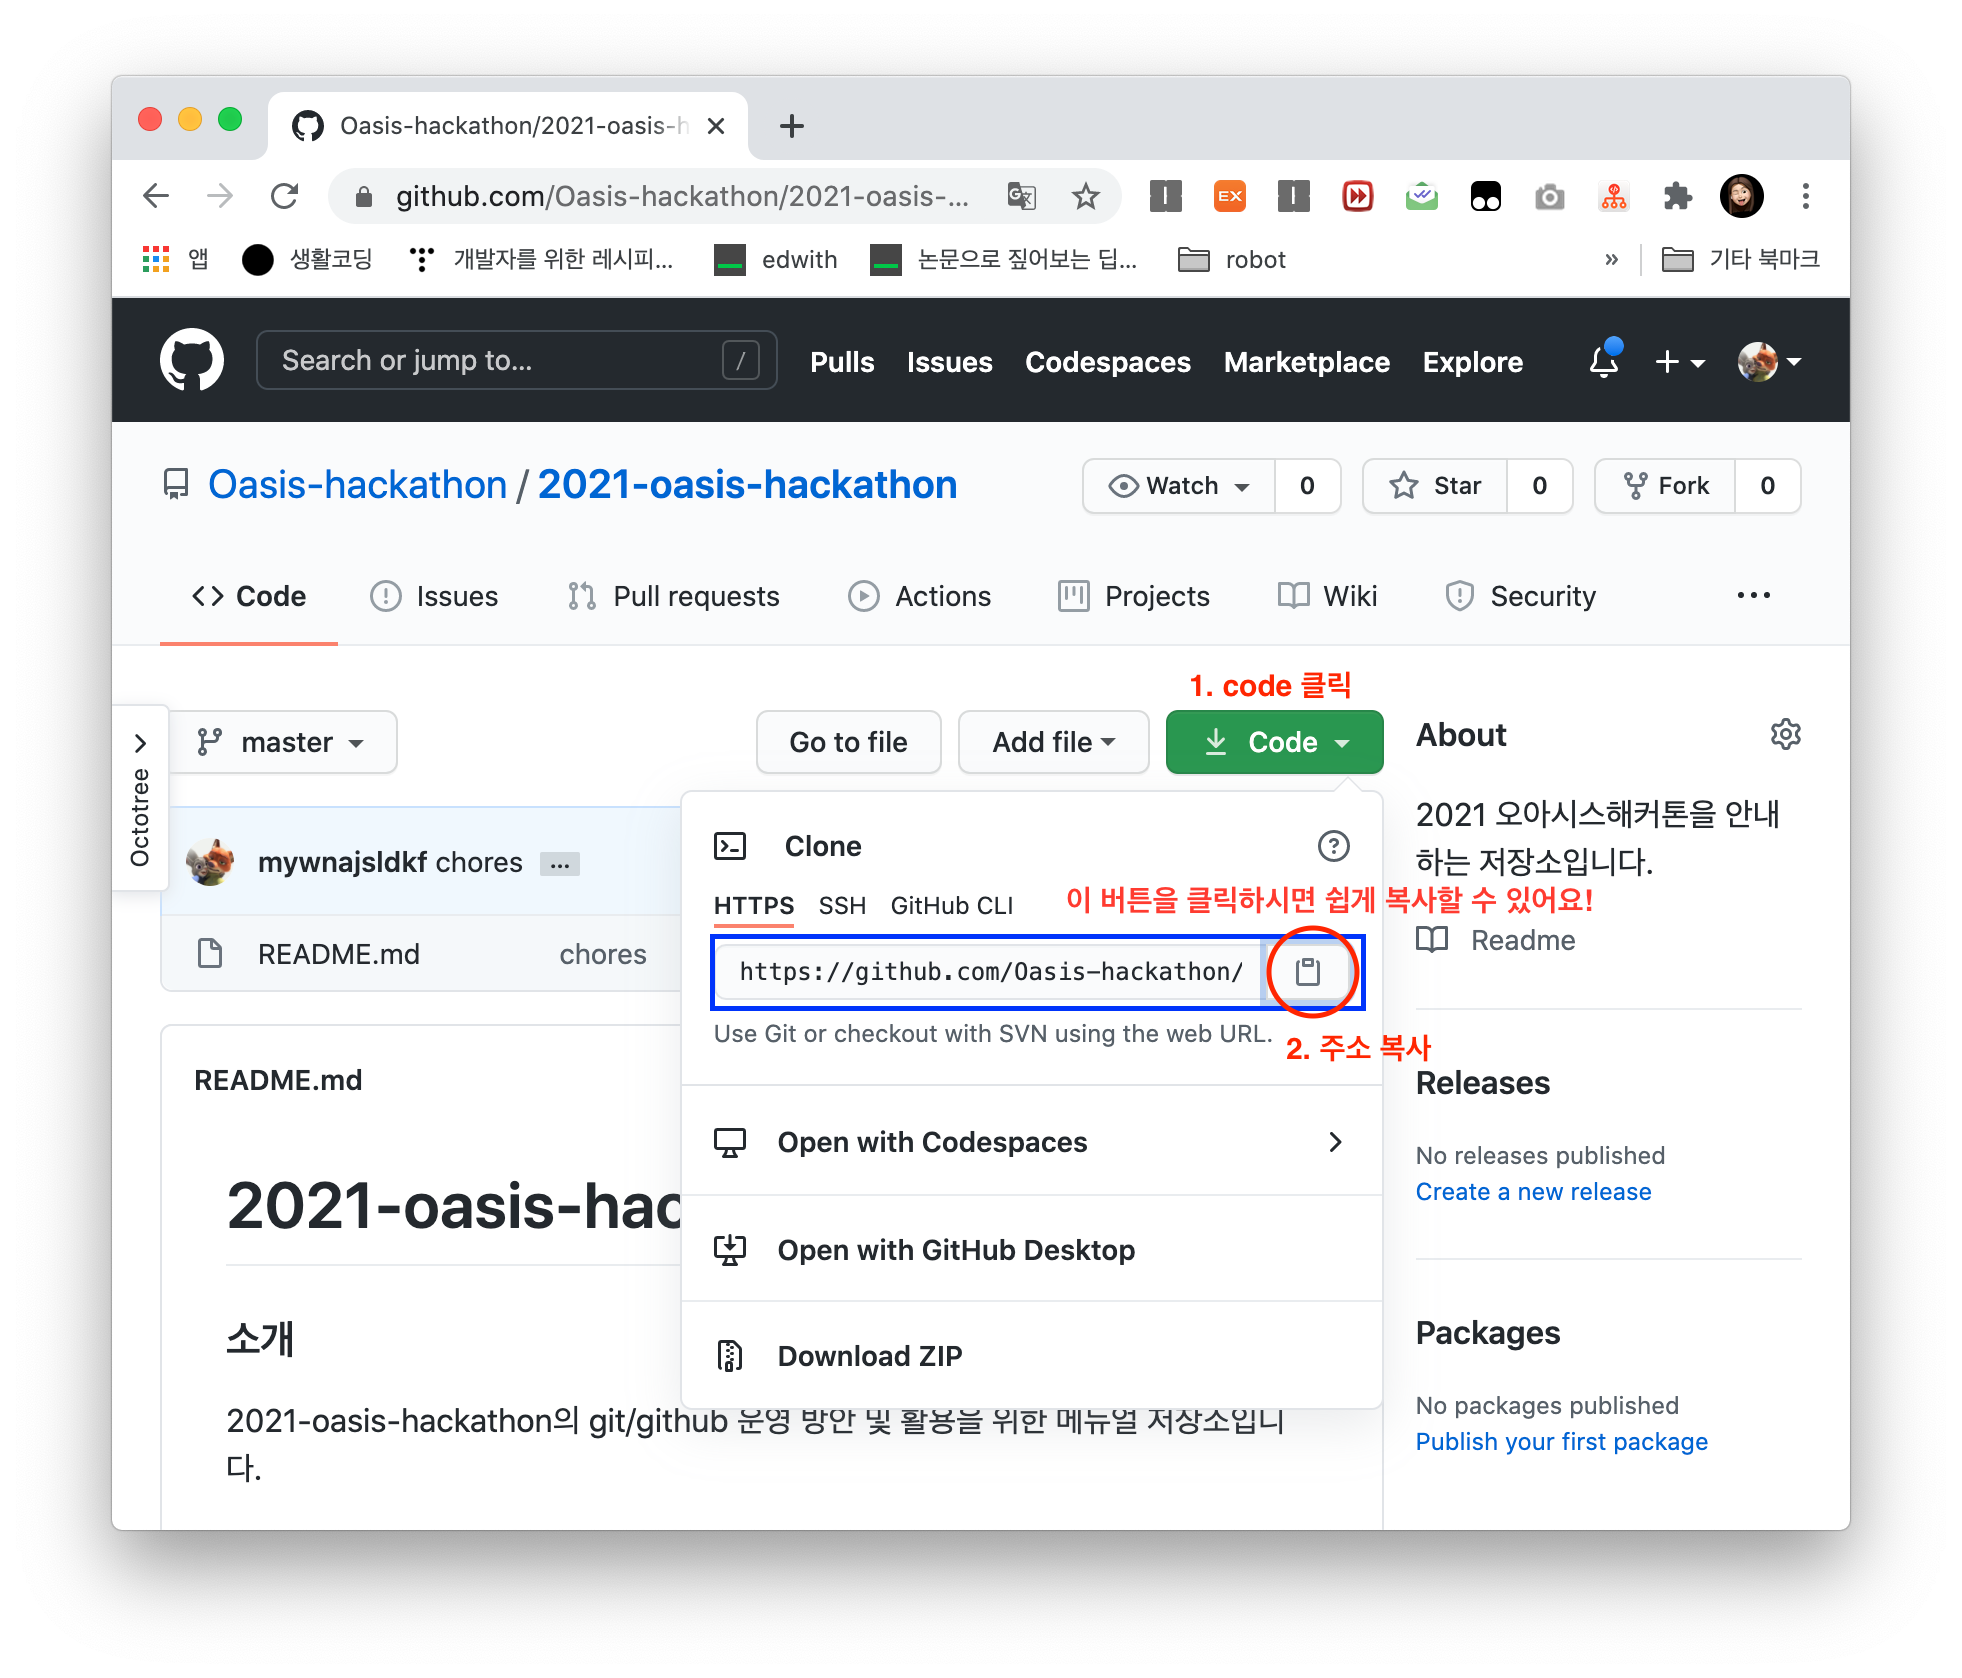 Oasis-hackathon/2021-oasis-h
github.com/Oasis-hackathon/2021-oasis-...
EX
앱
생활코딩
개발자를 위한 레시피...
edwith
논문으로 짚어보는 딥...
robot
»
기타 북마크
Search or jump to...
/
Pulls
Issues
Codespaces
Marketplace
Explore
Oasis-hackathon / 2021-oasis-hackathon
Watch
0
Star
0
Fork
0
Code
Issues
Pull requests
Actions
Projects
Wiki
Security
1. code 클릭
Octotree
master
Go to file
Add file
Code
About
2021 오아시스해커톤을 안내
하는 저장소입니다.
Readme
mywnajsldkf chores
README.md
chores
Clone
HTTPS
SSH
GitHub CLI
이 버튼을 클릭하시면 쉽게 복사할 수 있어요!
https://github.com/Oasis-hackathon/
Use Git or checkout with SVN using the web URL.
2. 주소 복사
Open with Codespaces
Open with GitHub Desktop
Download ZIP
Releases
No releases published
Create a new release
Packages
No packages published
Publish your first package
README.md
2021-oasis-hac
소개
2021-oasis-hackathon의 git/github 운영 방안 및 활용을 위한 메뉴얼 저장소입니
다.